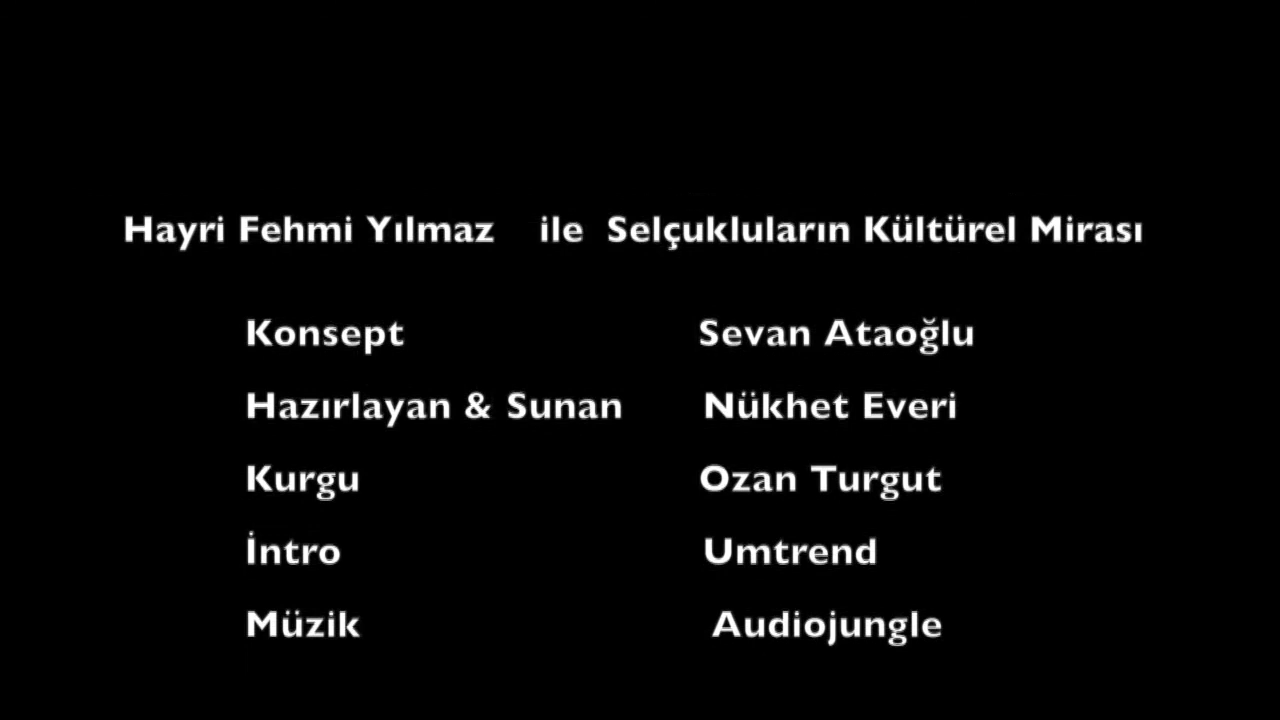 Hayri Fehmi Yılmaz ile Selçukluların Kültürel Mirası
Konsept Sevan Ataoğlu
Hazırlayan & Sunan Nükhet Everi
Kurgu Ozan Turgut
İntro Umtrend
Müzik Audiojungle